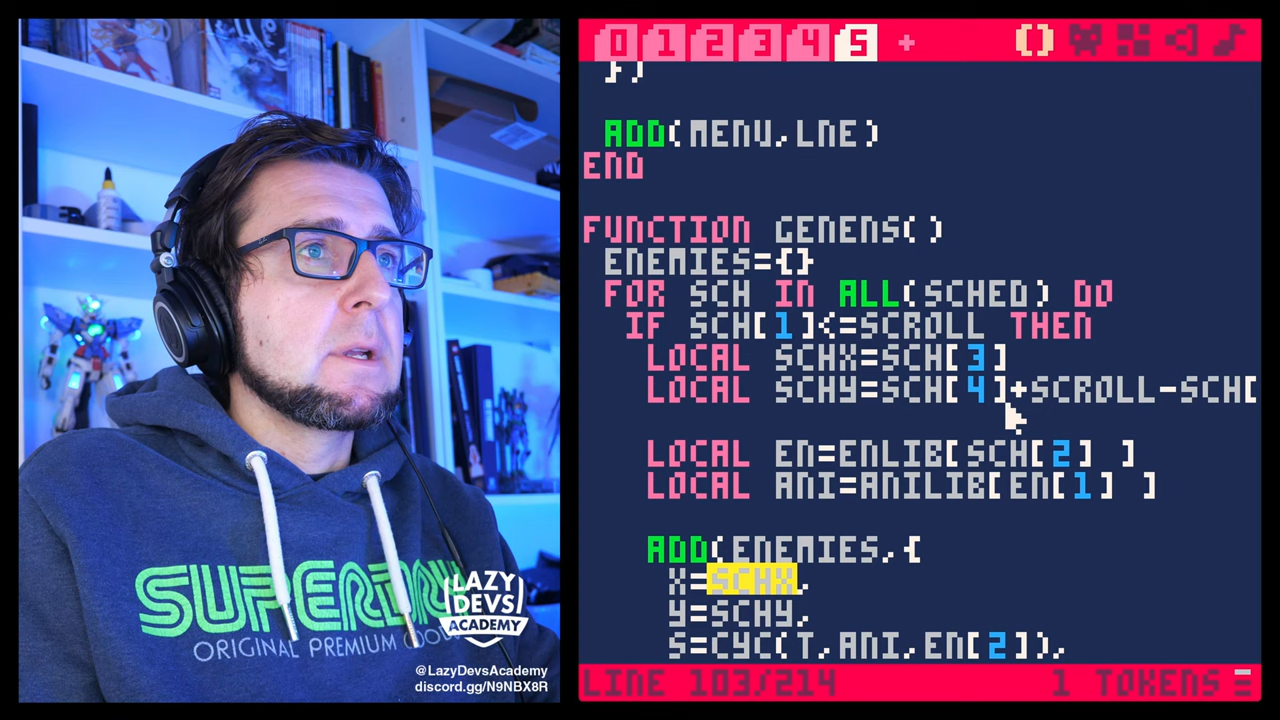 0 1 2 3 4 5 +
})
ADD(MENU,LNE)
END
FUNCTION GENENS()
ENEMIES={}
FOR SCH IN ALL(SCHED) DO
IF SCH[1]<=SCROLL THEN
LOCAL SCHX=SCH[3]
LOCAL SCHY=SCH[4]+SCROLL-SCH[
LOCAL EN=ENLIB[SCH[2] ]
LOCAL ANI=ANILIB[EN[1] ]
ADD(ENEMIES,{
X=SCHX,
Y=SCHY,
S=CYC(T,ANI,EN[2]),
LINE 103/214
1 TOKENS
ORIGINAL PREMIUM
LAZY
DEVS
ACADEMY
@LazyDevsAcademy
discord.gg/N9NBX8R